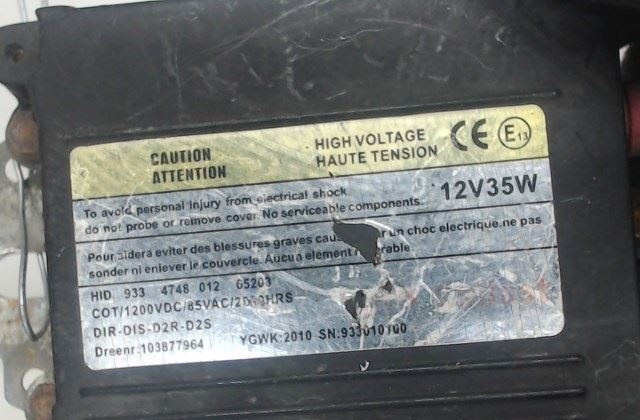 CAUTION
ATTENTION
HIGH VOLTAGE
HAUTE TENSION
CE E13
To avoid personal injury from electrical shock.
do not probe or remove cover. No serviceable components.
12V35W
Pour aidera eviter des blessures graves un choc electrique.ne pas
sonder ni enlever le couvercle. Aucun element
HID 933 4748 012 65203
COT/1200VDC/85VAC/2000HRS
DIR-DIS-D2R-D2S
Dreenr:103877964
YGWK:2010 SN:933010100